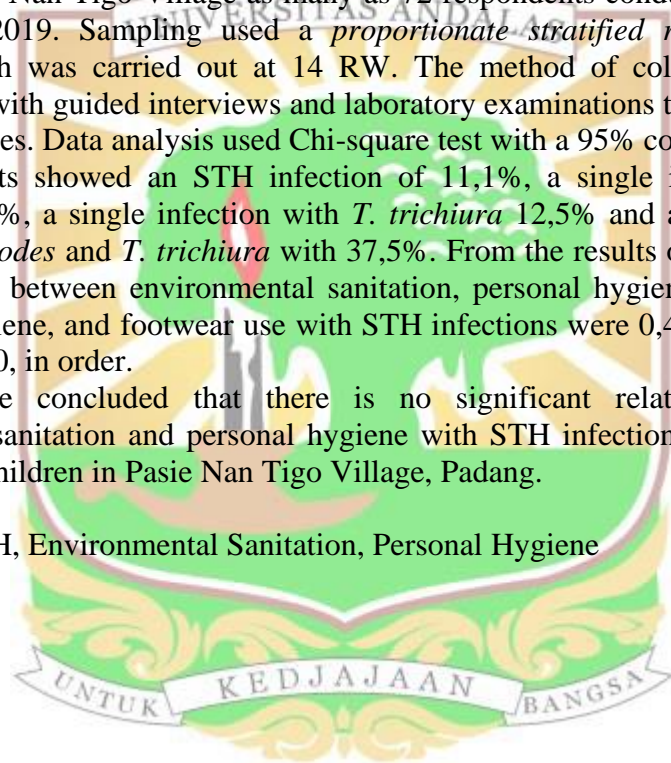 Nan Tigo Village as many as 72 respondents condu
UNIVERSITAS ANDALAS
2019. Sampling used a proportionate stratified
h was carried out at 14 RW. The method of col
with guided interviews and laboratory examinations t
es. Data analysis used Chi-square test with a 95% co
ts showed an STH infection of 11,1%, a single
%, a single infection with T. trichiura 12,5% and a
odes and T. trichiura with 37,5%. From the results o
between environmental sanitation, personal hygien
iene, and footwear use with STH infections were 0,4
0, in order.
e concluded that there is no significant relat
sanitation and personal hygiene with STH infection
hildren in Pasie Nan Tigo Village, Padang.
H, Environmental Sanitation, Personal Hygiene
UNTUK KEDJAJAAN BANGSA